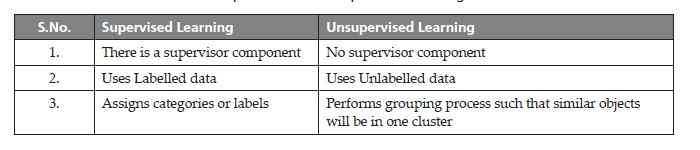 S.No. Supervised Learning Unsupervised Learning
1. There is a supervisor component No supervisor component
2. Uses Labelled data Uses Unlabelled data
3. Assigns categories or labels Performs grouping process such that similar objects
will be in one cluster